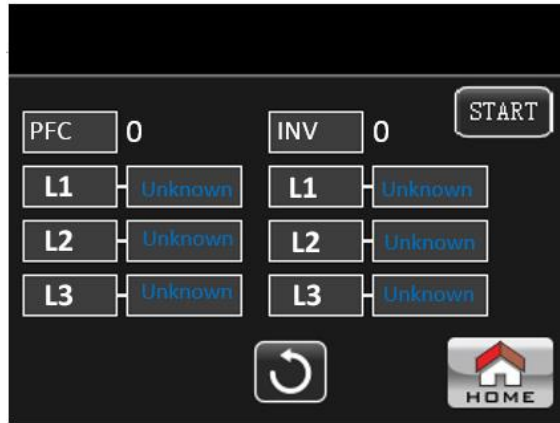 START
PFC 0 INV 0
L1 Unknown L1 Unknown
L2 Unknown L2 Unknown
L3 Unknown L3 Unknown
HOME